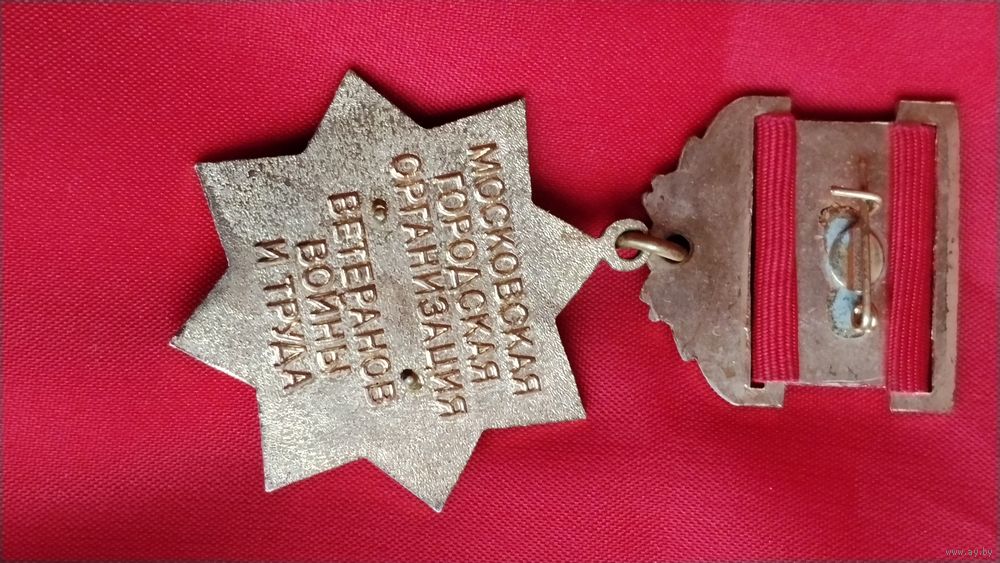 МОСКОВСКАЯ
ГОРОДСКАЯ
ОРГАНИЗАЦИЯ
ВЕТЕРАНОВ
ВОЙНЫ
И ТРУДА
www.ay.by